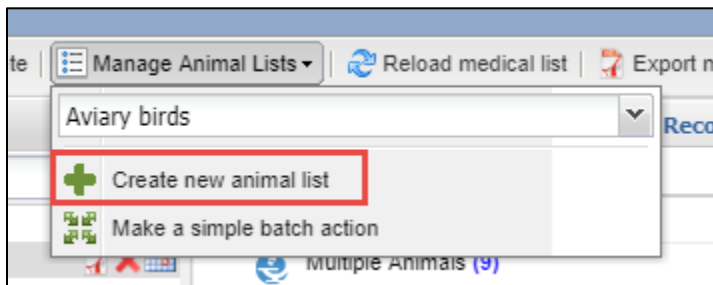 te | Manage Animal Lists | Reload medical list | Export
Aviary birds
Reco
Create new animal list
Make a simple batch action
Multiple Animals (9)